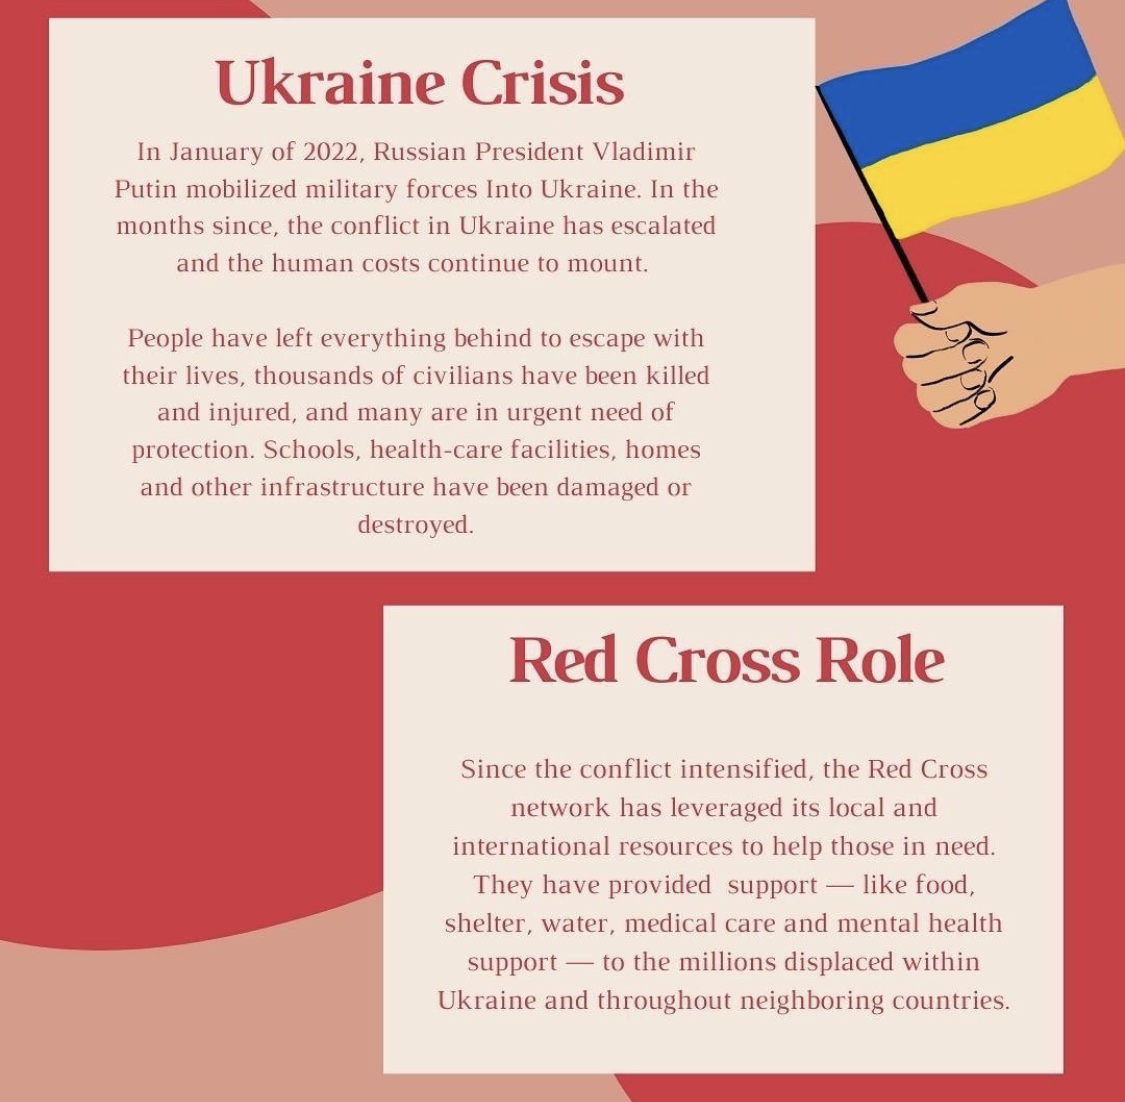 Ukraine Crisis
In January of 2022, Russian President Vladimir
Putin mobilized military forces Into Ukraine. In the
months since, the conflict in Ukraine has escalated
and the human costs continue to mount.
People have left everything behind to escape with
their lives, thousands of civilians have been killed
and injured, and many are in urgent need of
protection. Schools, health-care facilities, homes
and other infrastructure have been damaged or
destroyed.
Red Cross Role
Since the conflict intensified, the Red Cross
network has leveraged its local and
international resources to help those in need.
They have provided  support — like food,
shelter, water, medical care and mental health
support — to the millions displaced within
Ukraine and throughout neighboring countries.